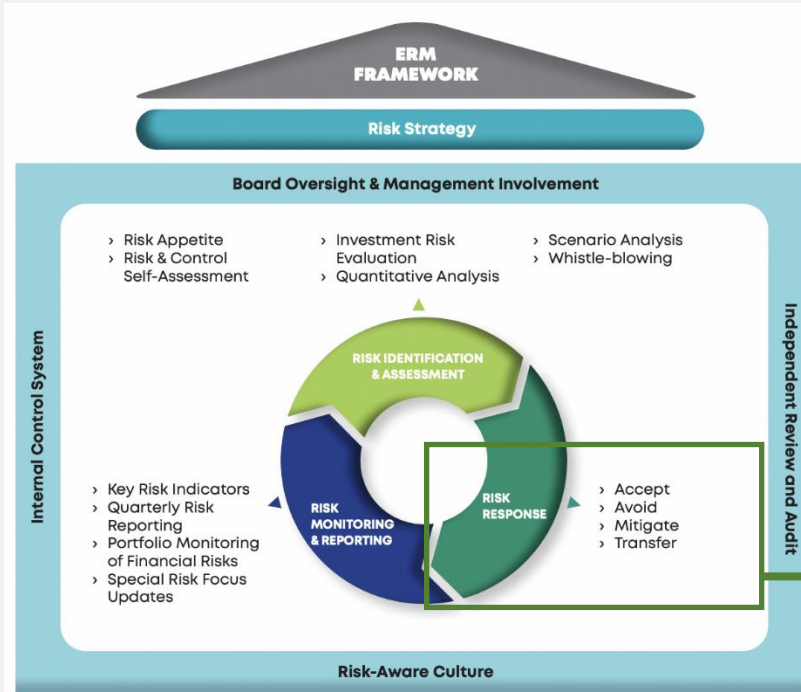 ERM
FRAMEWORK
Risk Strategy
Board Oversight & Management Involvement
› Risk Appetite
› Risk & Control
Self-Assessment
› Investment Risk
Evaluation
› Quantitative Analysis
› Scenario Analysis
› Whistle-blowing
Internal Control System
Independent Review and Audit
RISK IDENTIFICATION
& ASSESSMENT
RISK
MONITORING
& REPORTING
RISK
RESPONSE
› Key Risk Indicators
› Quarterly Risk
Reporting
› Portfolio Monitoring
of Financial Risks
› Special Risk Focus
Updates
› Accept
› Avoid
› Mitigate
› Transfer
Risk-Aware Culture